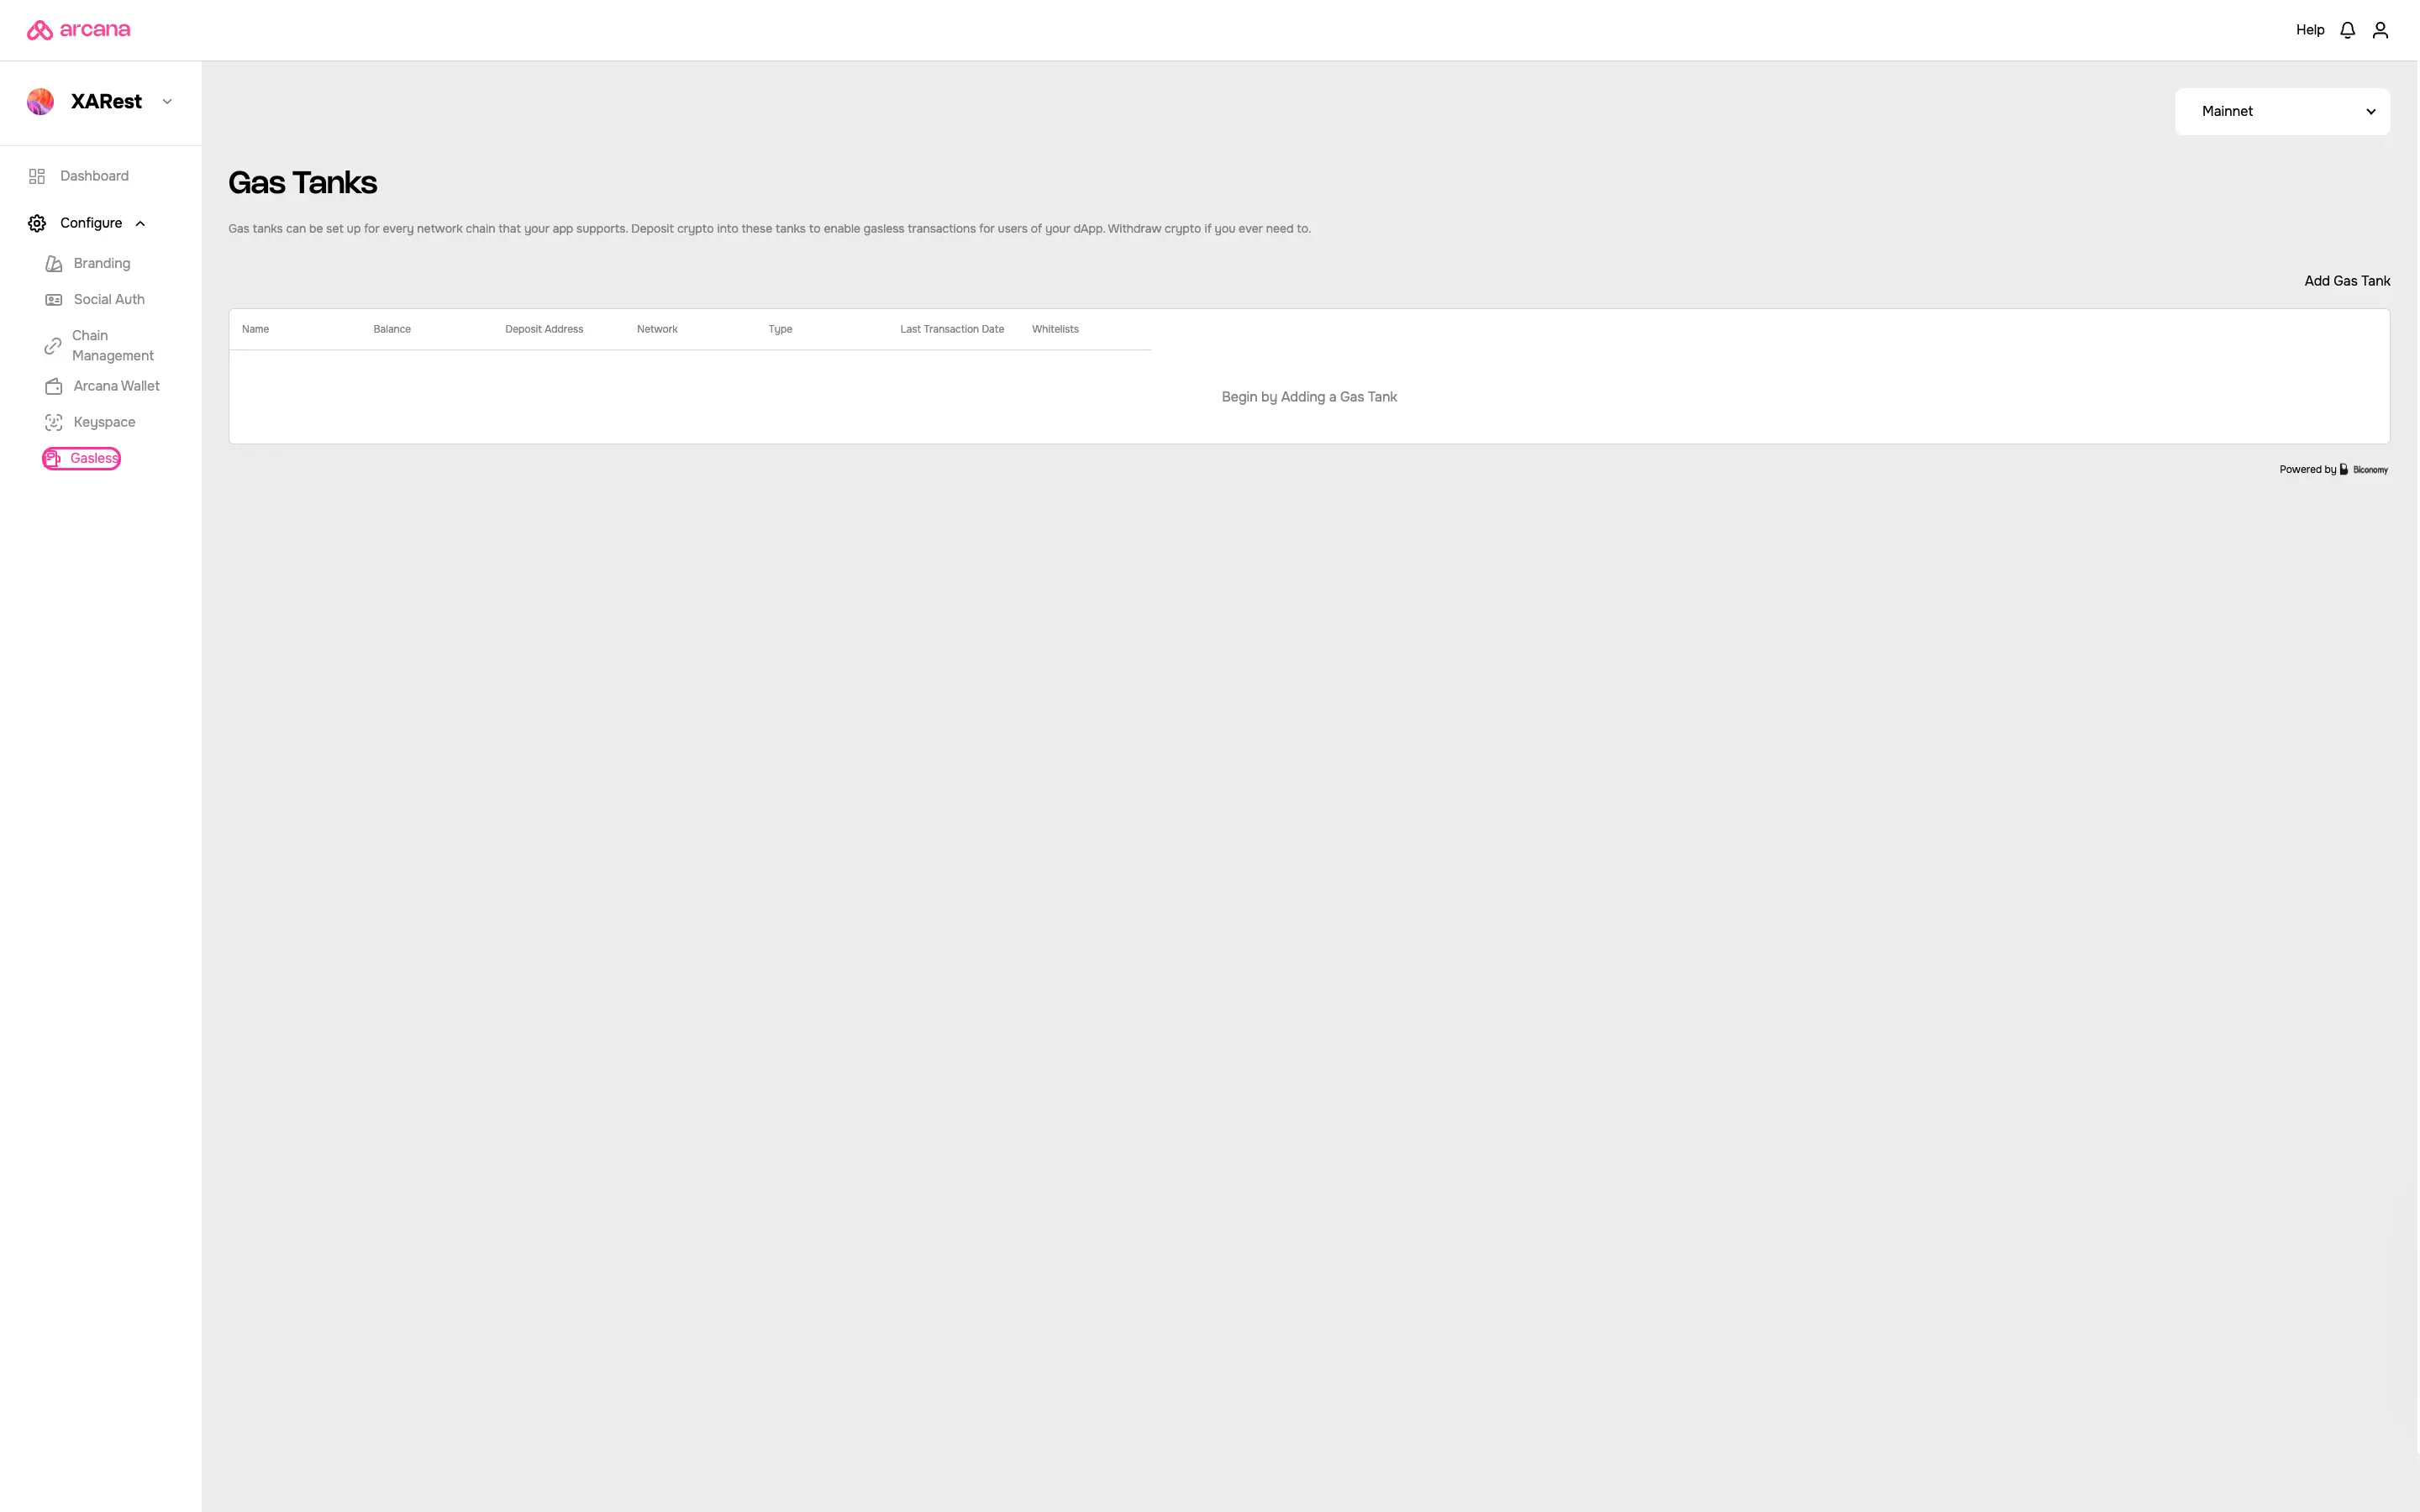 arcana
Help
XARest
Mainnet
Dashboard
Gas Tanks
Configure
Gas tanks can be set up for every network chain that your app supports. Deposit crypto into these tanks to enable gasless transactions for users of your dApp. Withdraw crypto if you ever need to.
Branding
Add Gas Tank
Social Auth
Name Balance Deposit Address Network Type Last Transaction Date Whitelists
Chain
Management
Arcana Wallet
Begin by Adding a Gas Tank
Keyspace
Gasless
Powered by Biconomy